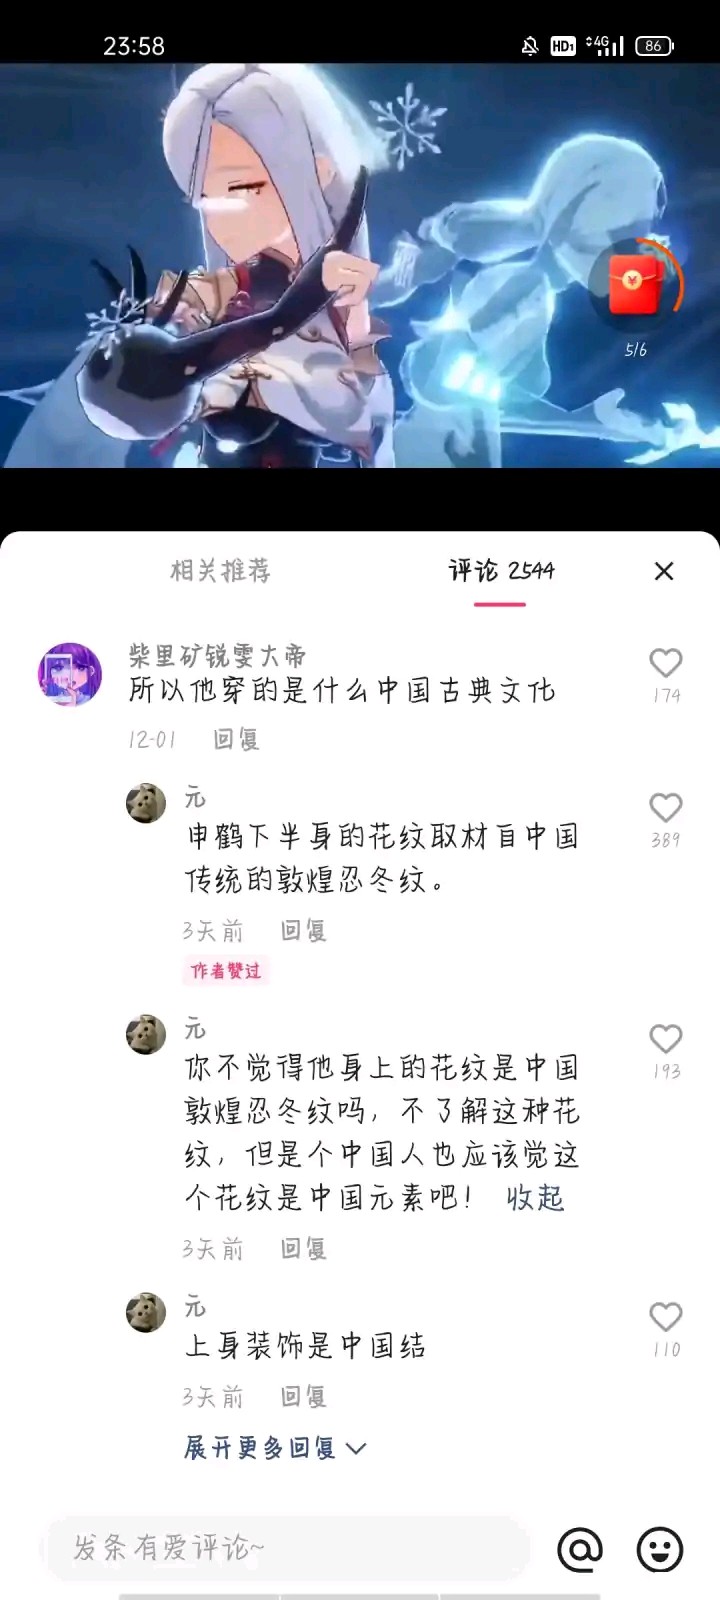 23:58
HD1
4G
86
5/6
相关推荐
评论 2544
柴里矿锐雯大帝
所以他穿的是什么中国古典文化
174
12-01 回复
元
申鹤下半身的花纹取材自中国
传统的敦煌忍冬纹。
389
3天前 回复
作者赞过
元
你不觉得他身上的花纹是中国
敦煌忍冬纹吗，不了解这种花
纹，但是个中国人也应该觉这
个花纹是中国元素吧！ 收起
193
3天前 回复
元
上身装饰是中国结
110
3天前 回复
展开更多回复
发条有爱评论~